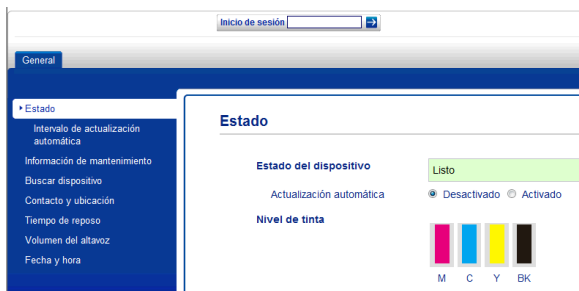 Inicio de sesión
General
Estado
Intervalo de actualización
automática
Información de mantenimiento
Buscar dispositivo
Contacto y ubicación
Tiempo de reposo
Volumen del altavoz
Fecha y hora
Estado
Estado del dispositivo
Listo
Actualización automática
Desactivado Activado
Nivel de tinta
M C Y BK